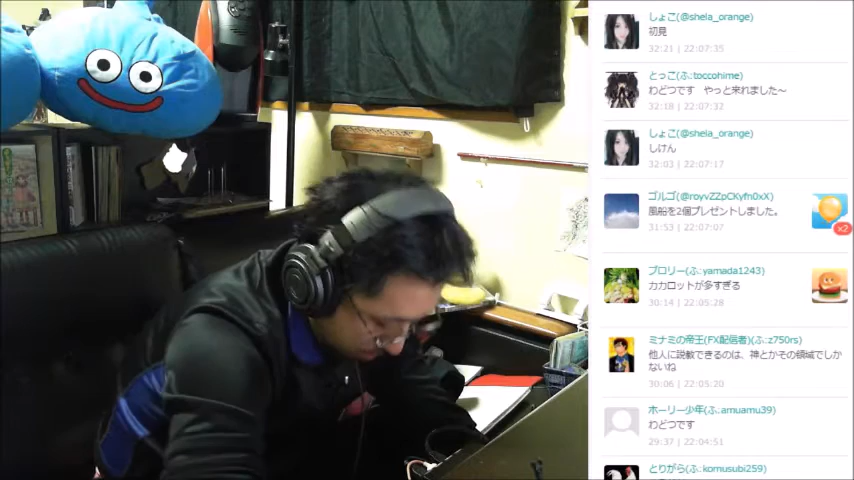 しょこ(@shela_orange)
初見
32:21 | 22:07:35
とっこ(ふ:toccohime)
わどつです やっと来れました～
32:18 | 22:07:32
しょこ(@shela_orange)
しけん
32:03 | 22:07:17
ゴルゴ(@royvZZpCKyfn0xX)
風船を2個プレゼントしました。
31:53 | 22:07:07
x2
ブロリー(ふ:yamada1243)
カカロットが多すぎる
30:14 | 22:05:28
ミナミの帝王(FX配信者)(ふ:z750rs)
他人に説教できるのは、神とかその領域でしか
ないね
30:06 | 22:05:20
ホーリー少年(ふ:amuamu39)
わどつです
29:37 | 22:04:51
とりがら(ふ:komusubi259)